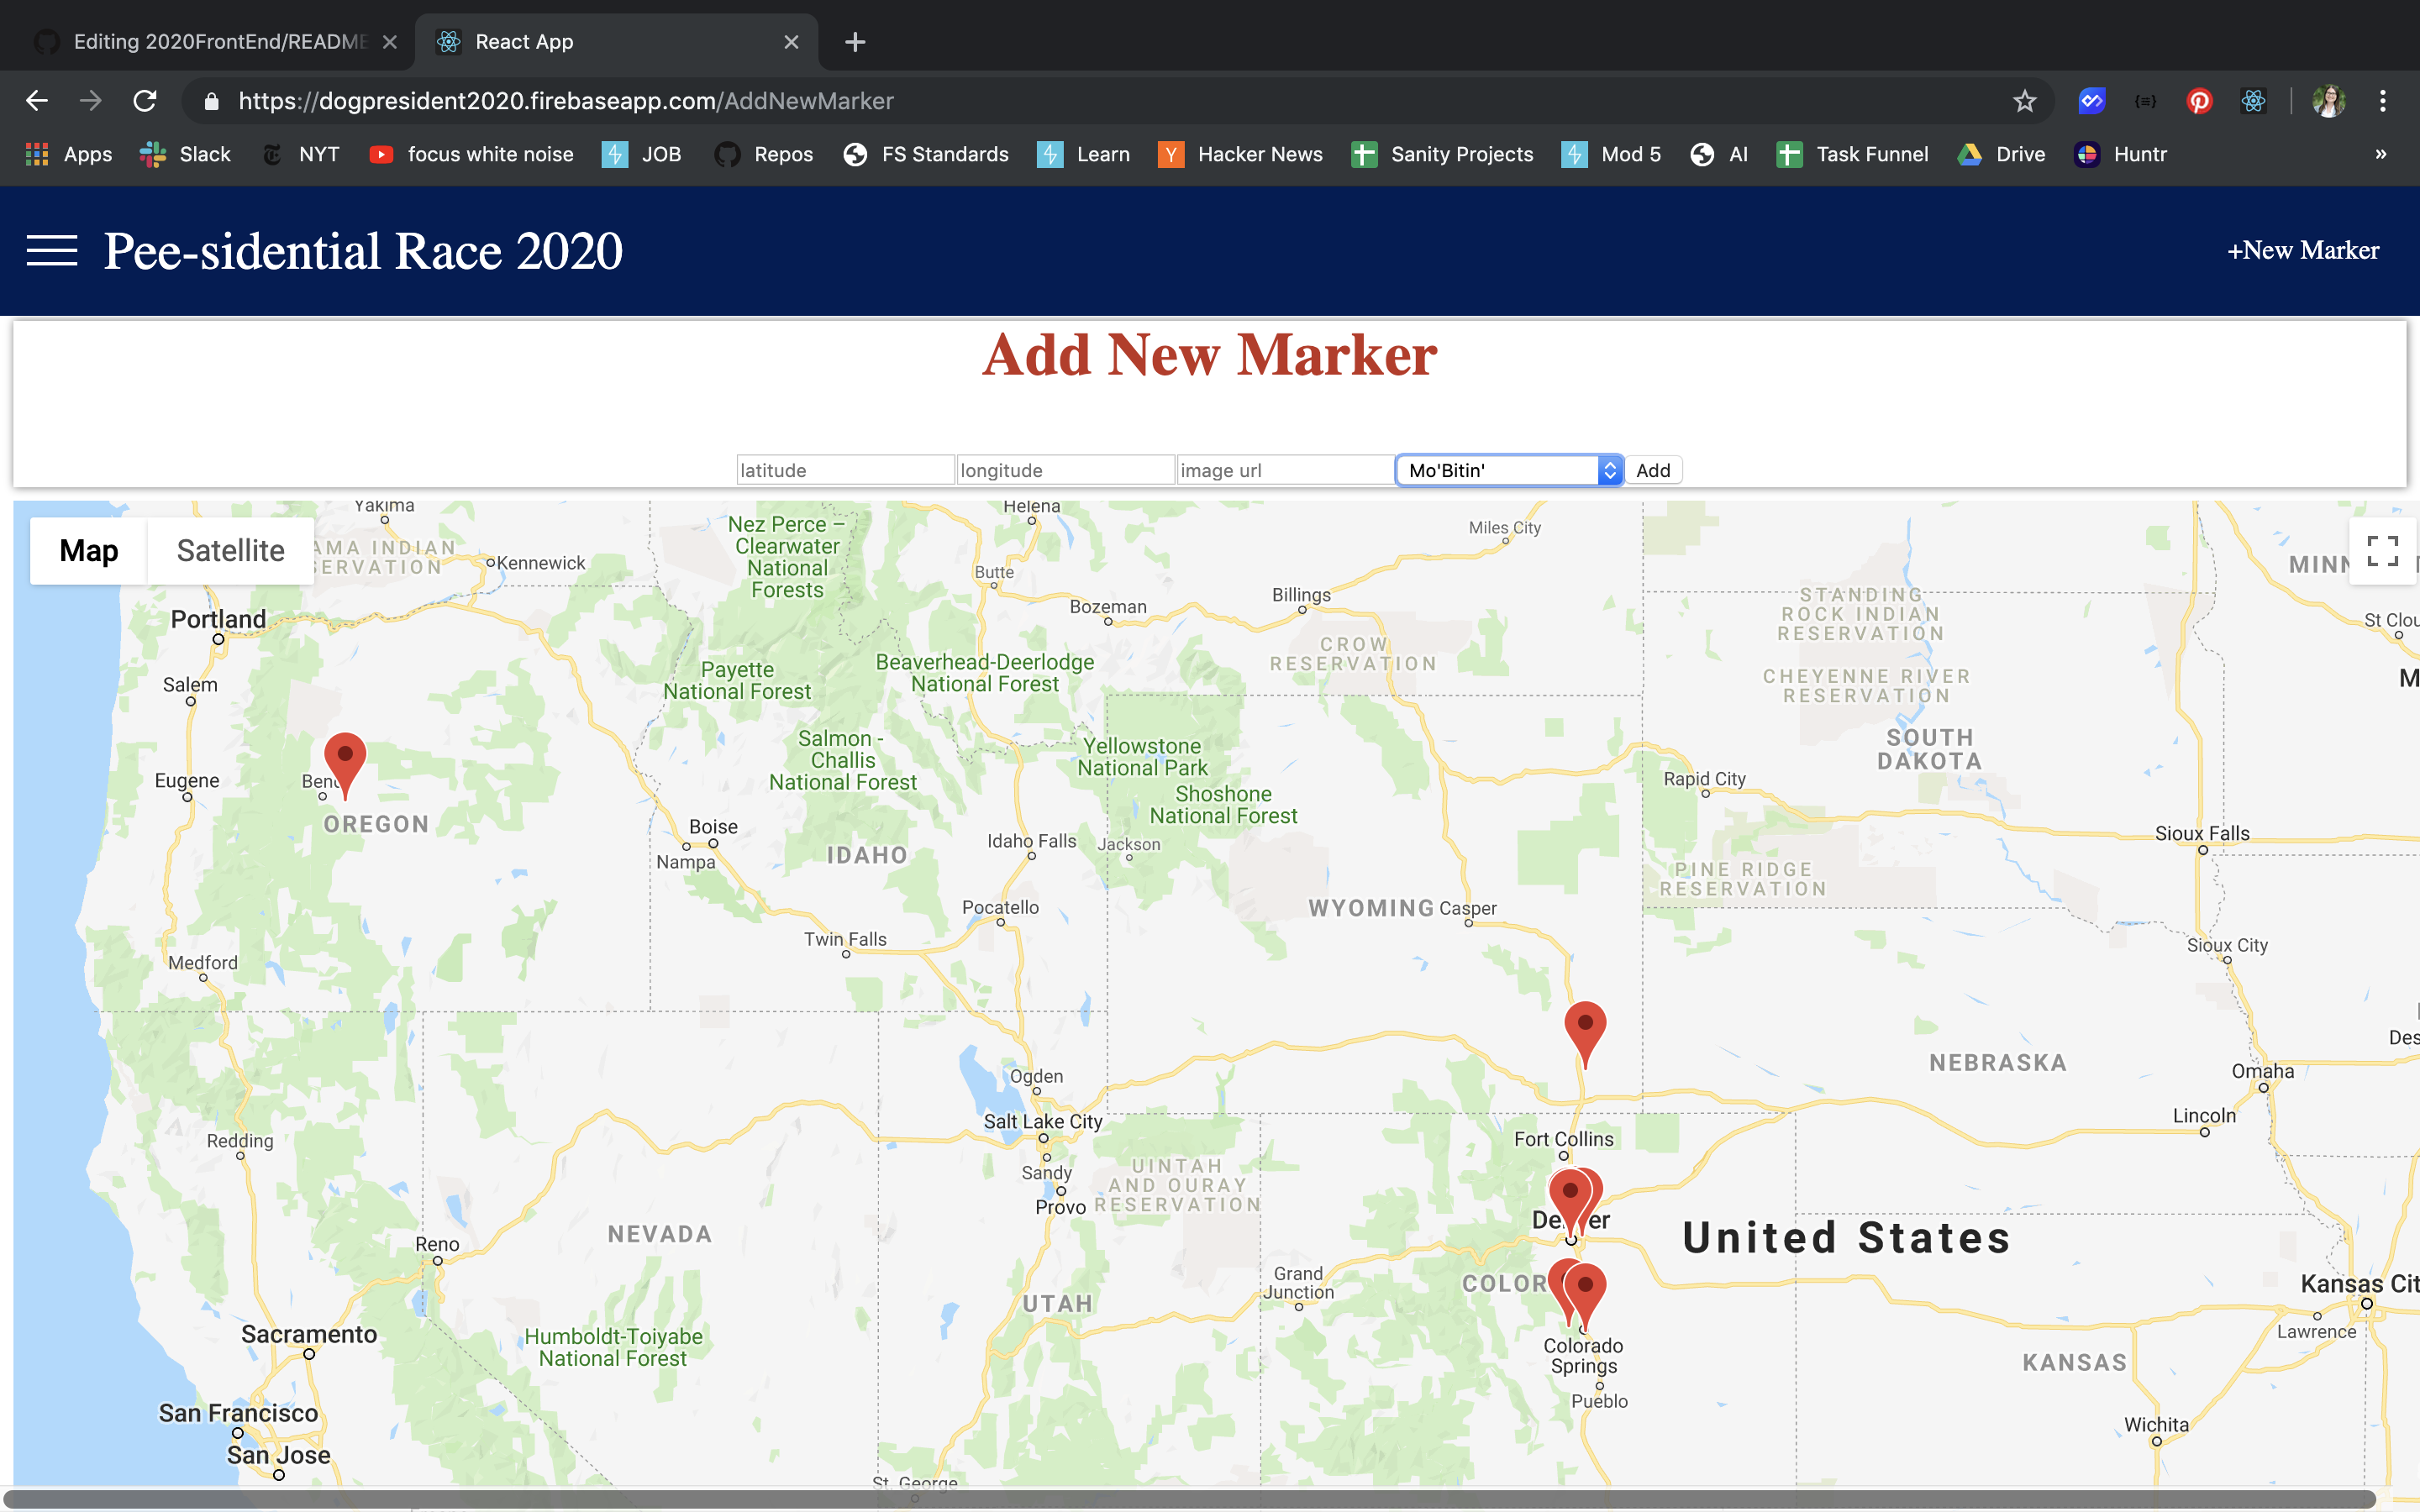 Editing 2020FrontEnd/README
React App
https://dogpresident2020.firebaseapp.com/AddNewMarker
Apps Slack NYT focus white noise JOB Repos FS Standards Learn Hacker News Sanity Projects Mod 5 AI Task Funnel Drive Huntr »
Pee-sidential Race 2020
+New Marker
Add New Marker
latitude longitude image url Mo'Bitin' Add
Map Satellite
Yakima
Helena
Miles City
AMA INDIAN
ERVATION
Kennewick
Nez Perce –
Clearwater
National
Forests
Butte
Bozeman
Billings
STANDING
ROCK INDIAN
RESERVATION
MINN
St Clou
Portland
CROW
RESERVATION
Salem
Payette
National Forest
Beaverhead-Deerlodge
National Forest
CHEYENNE RIVER
RESERVATION
M
Salmon -
Challis
National Forest
Yellowstone
National Park
SOUTH
DAKOTA
Eugene
Bend
OREGON
Shoshone
National Forest
Rapid City
Boise
Nampa
IDAHO
Idaho Falls
Jackson
Sioux Falls
PINE RIDGE
RESERVATION
Pocatello
WYOMING
Casper
Twin Falls
Sioux City
Medford
Des
NEBRASKA
Omaha
Ogden
Salt Lake City
Lincoln
Redding
Fort Collins
Sandy
Provo
UINTAH
AND OURAY
RESERVATION
Denver
NEVADA
Reno
United States
Grand
Junction
COLOR
Kansas Cit
UTAH
Lawrence
Sacramento
Humboldt-Toiyabe
National Forest
Colorado
Springs
KANSAS
Pueblo
San Francisco
Wichita
San Jose
St. George